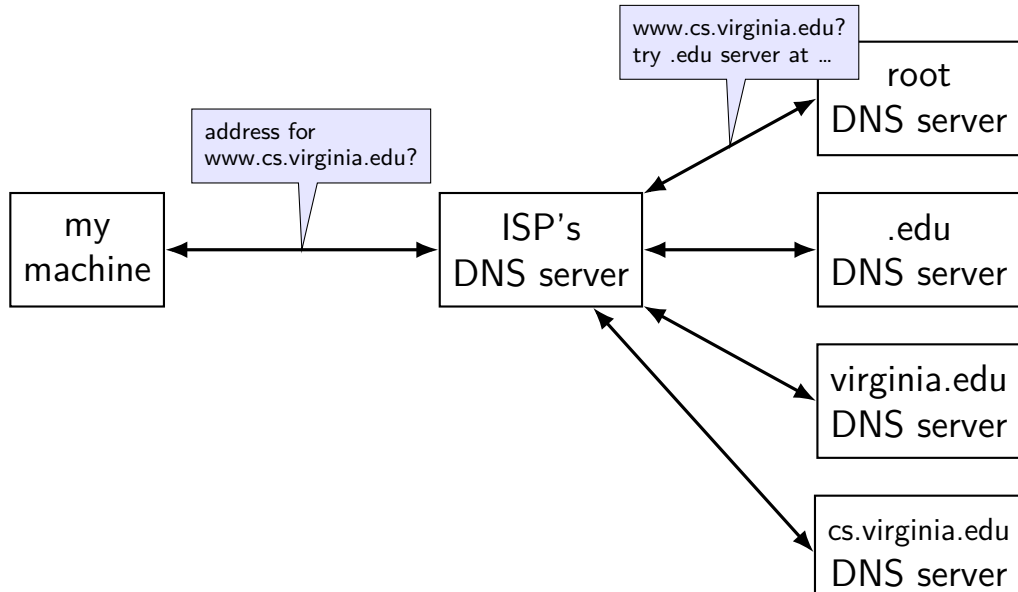 www.cs.virginia.edu?
try .edu server at ...
root
DNS server
address for
www.cs.virginia.edu?
my
machine
ISP's
DNS server
.edu
DNS server
virginia.edu
DNS server
cs.virginia.edu
DNS server